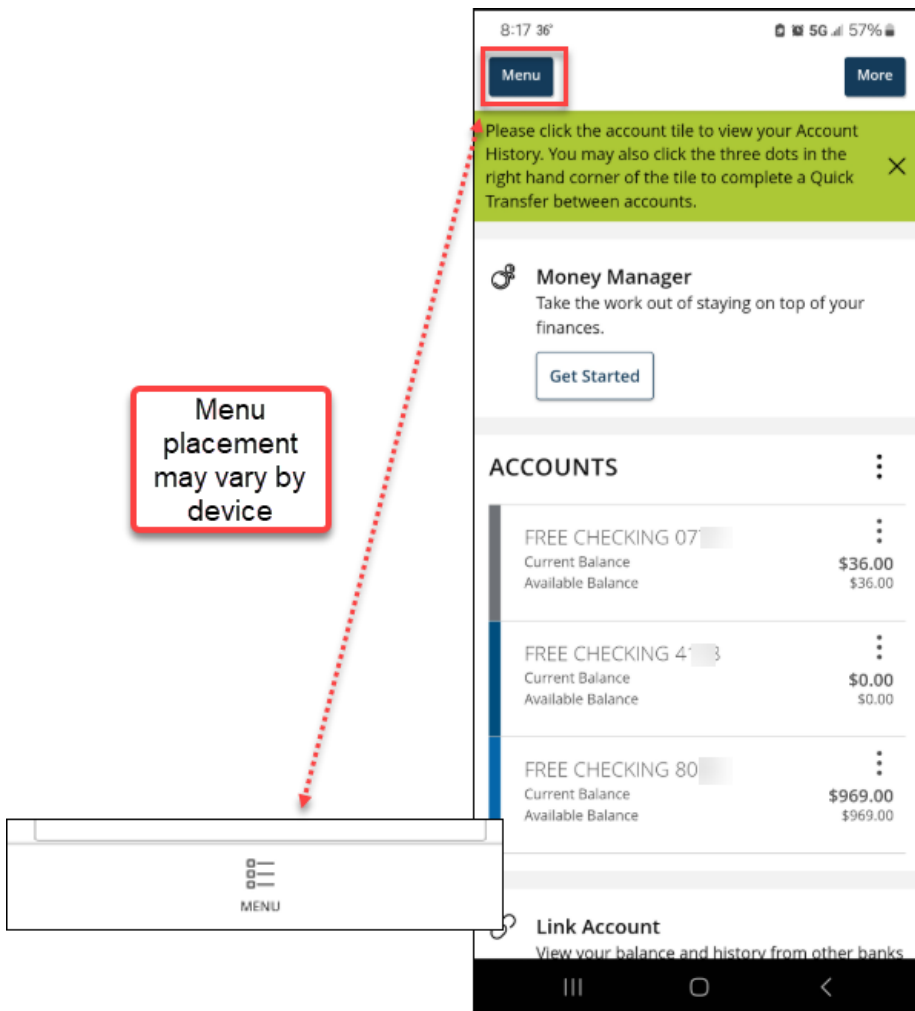 8:17 36° 5G 57%
Menu More
Please click the account tile to view your Account
History. You may also click the three dots in the
right hand corner of the tile to complete a Quick
Transfer between accounts.
Money Manager
Take the work out of staying on top of your
finances.
Get Started
Menu
placement
may vary by
device
ACCOUNTS
FREE CHECKING 07
Current Balance $36.00
Available Balance $36.00
FREE CHECKING
Current Balance $0.00
Available Balance $0.00
FREE CHECKING 80
Current Balance $969.00
Available Balance $969.00
MENU
Link Account
View your balance and history from other banks